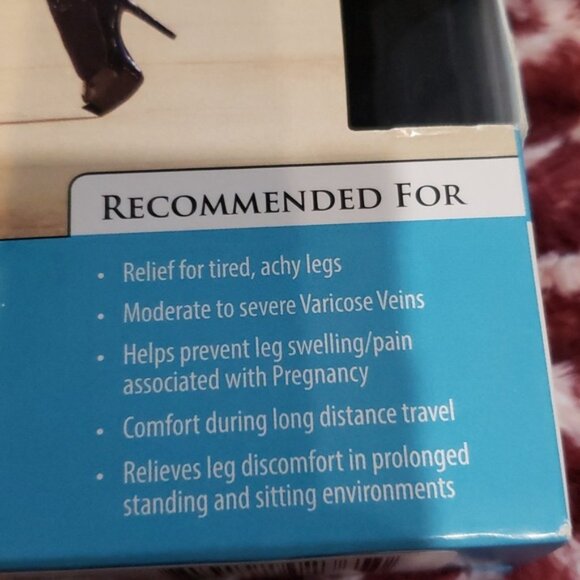 RECOMMENDED FOR
• Relief for tired, achy legs
• Moderate to severe Varicose Veins
• Helps prevent leg swelling/pain
associated with Pregnancy
• Comfort during long distance travel
• Relieves leg discomfort in prolonged
standing and sitting environments